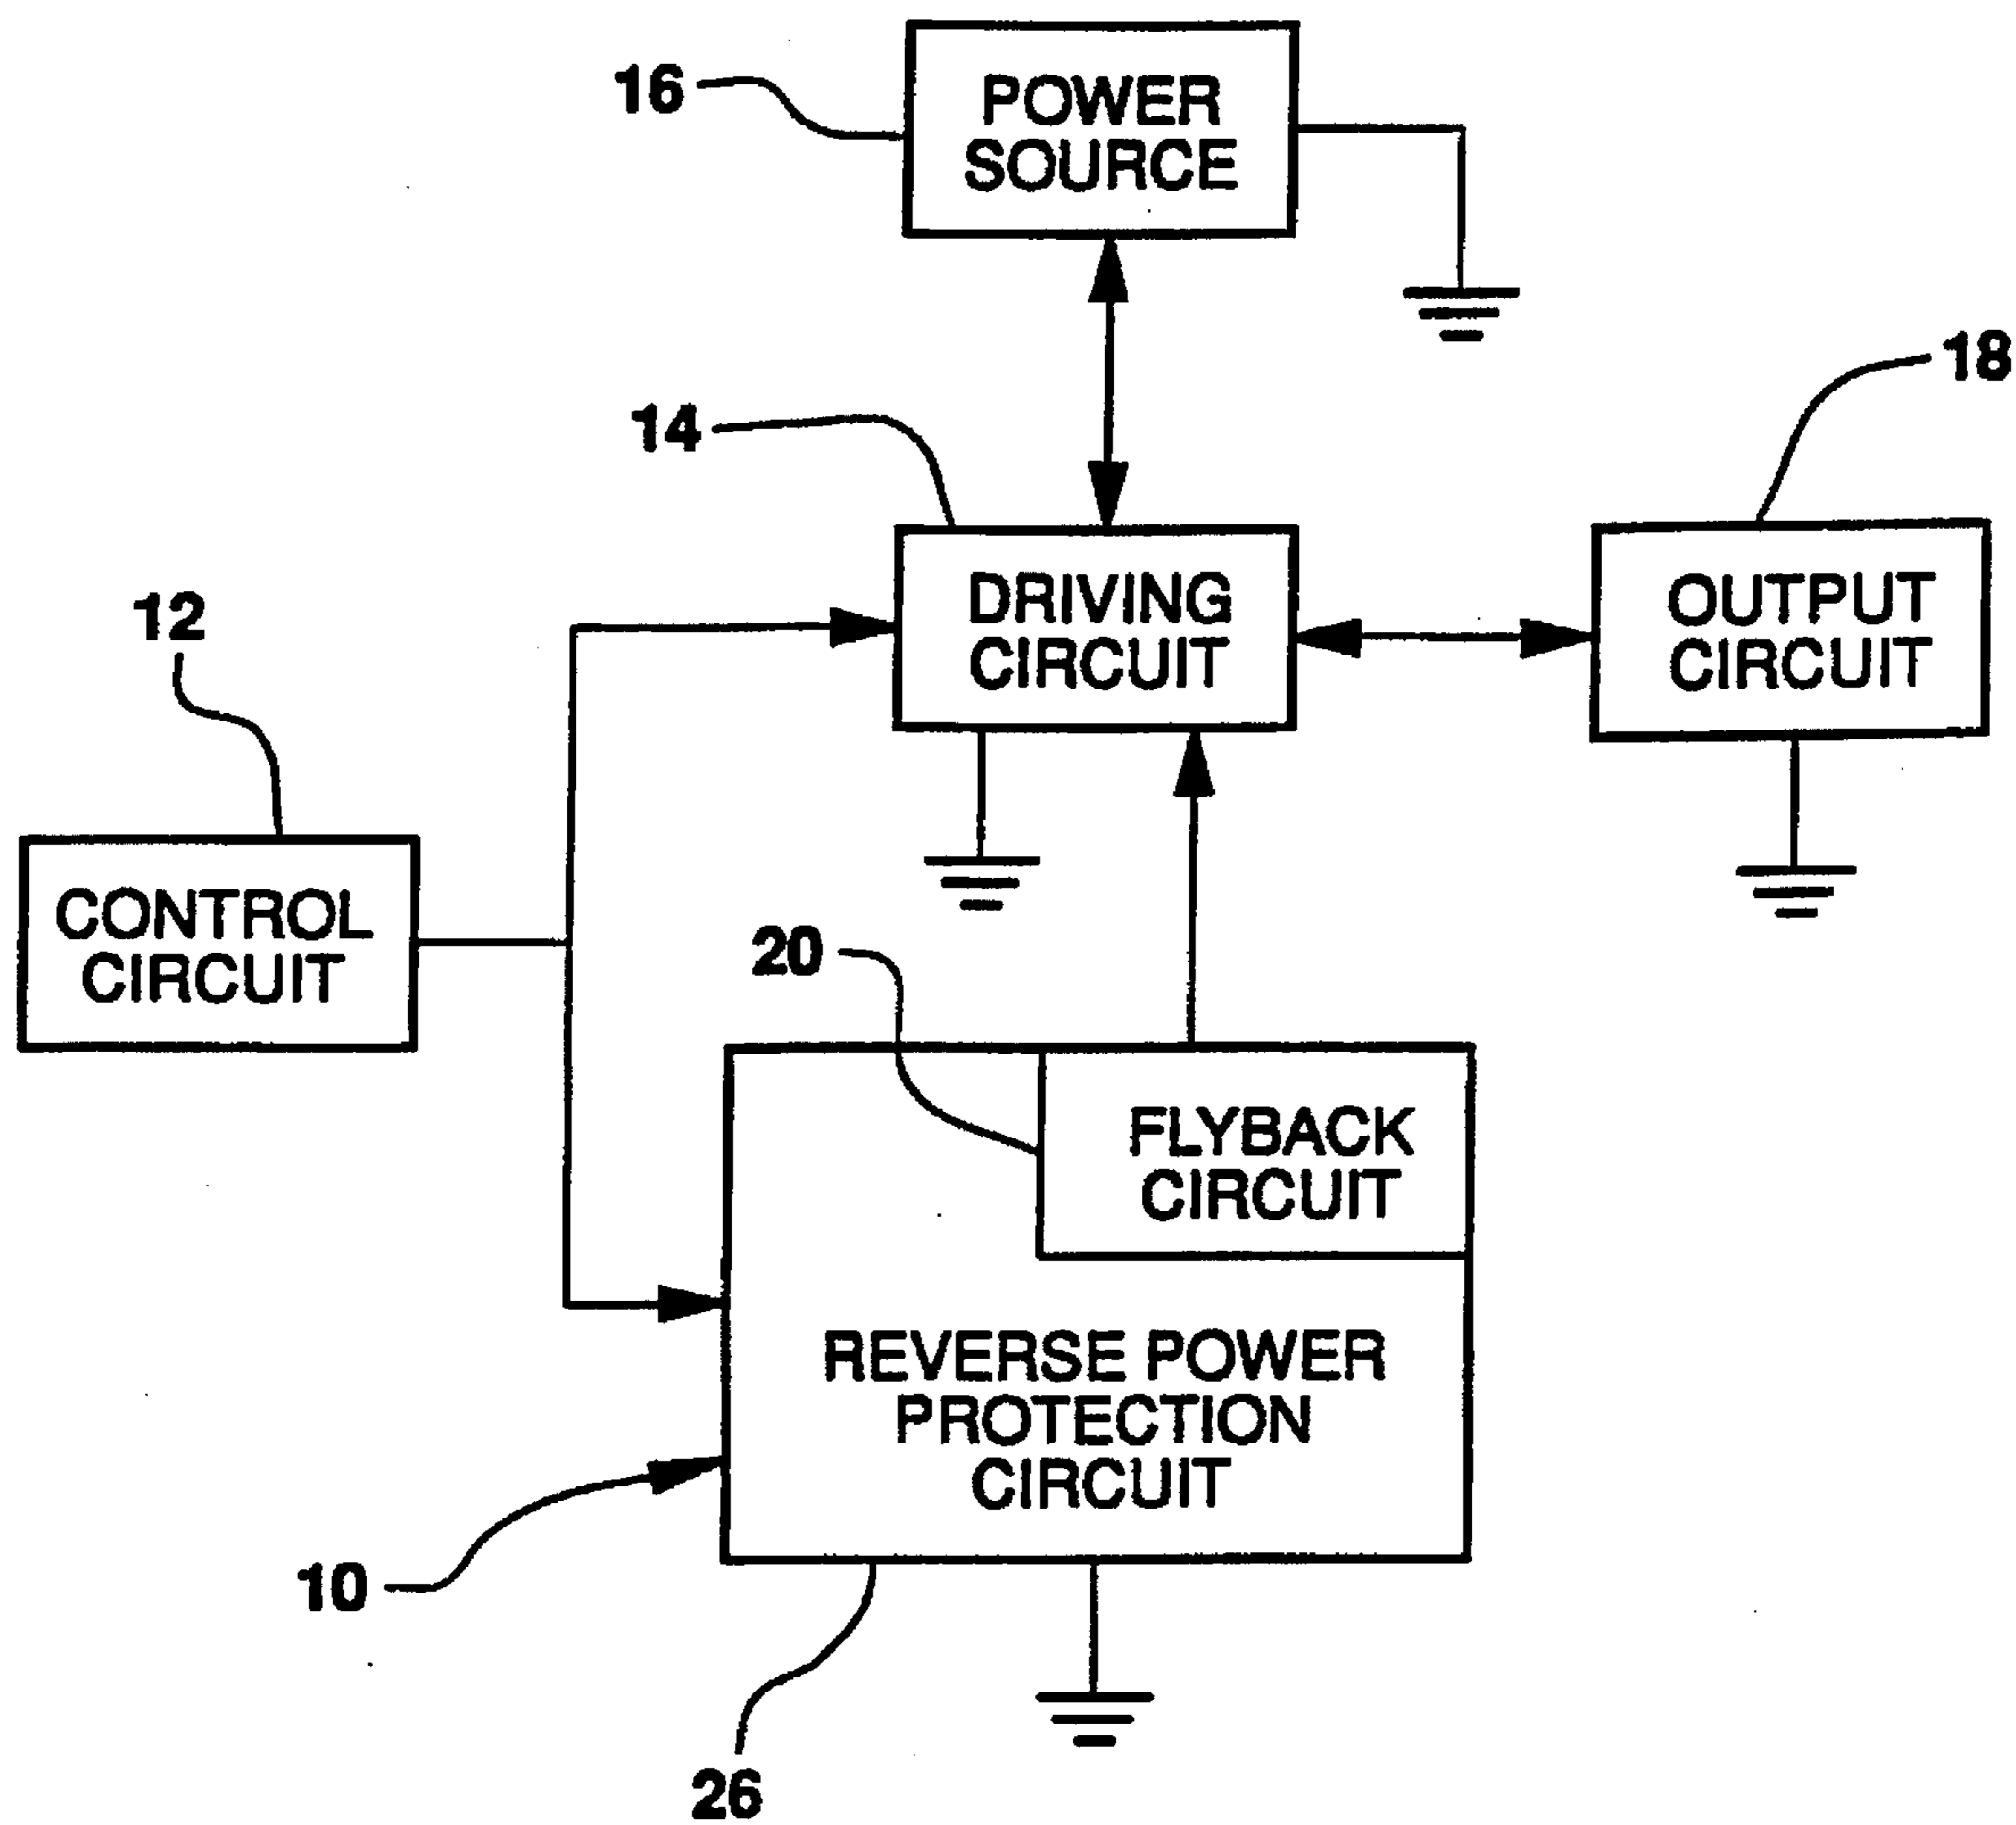 16
POWER
SOURCE
18
14
DRIVING
CIRCUIT
OUTPUT
CIRCUIT
12
CONTROL
CIRCUIT
20
FLYBACK
CIRCUIT
REVERSE POWER
PROTECTION
CIRCUIT
10
26